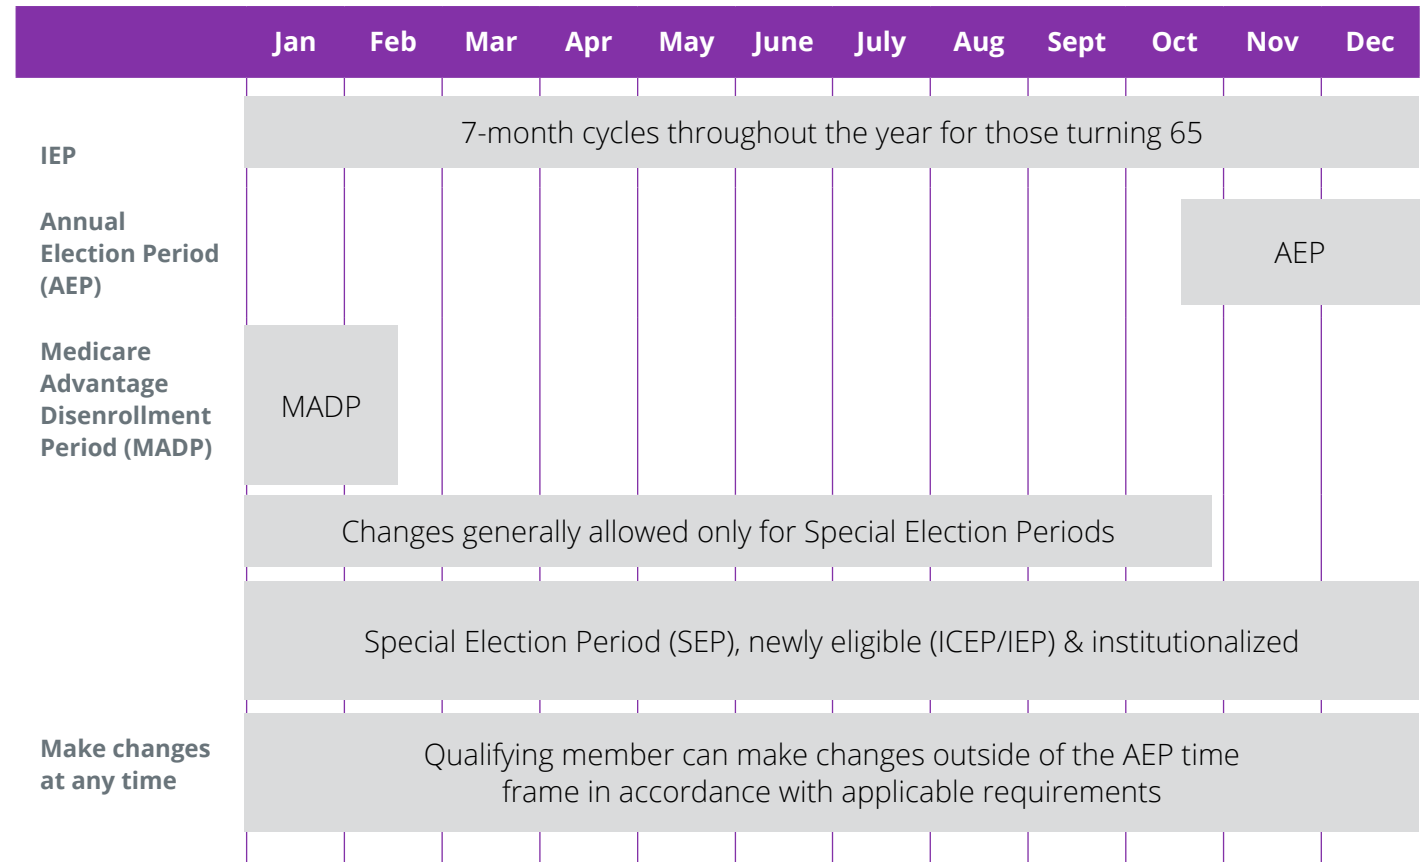 Jan Feb Mar Apr May June July Aug Sept Oct Nov Dec
IEP
7-month cycles throughout the year for those turning 65
Annual
Election Period
(AEP)
AEP
Medicare
Advantage
Disenrollment
Period (MADP)
MADP
Changes generally allowed only for Special Election Periods
Special Election Period (SEP), newly eligible (ICEP/IEP) & institutionalized
Make changes
at any time
Qualifying member can make changes outside of the AEP time
frame in accordance with applicable requirements